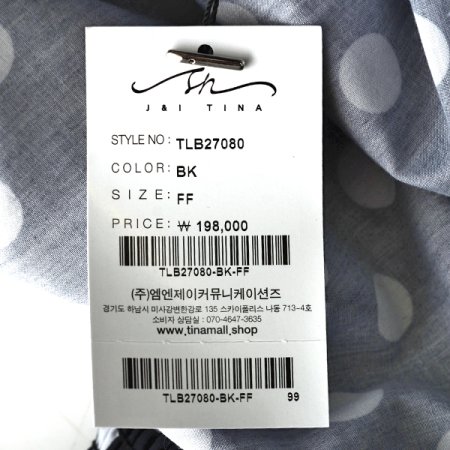 J&I TINA
STYLE NO: TLB27080
COLOR: BK
SIZE: FF
PRICE: ₩ 198,000
TLB27080-BK-FF
(주)엠엔제이커뮤니케이션즈
경기도 하남시 미사강변한강로 135 스카이폴리스 나동 713-4호
소비자 상담실 : 070-4647-3635
www.tinamall.shop
TLB27080-BK-FF 99